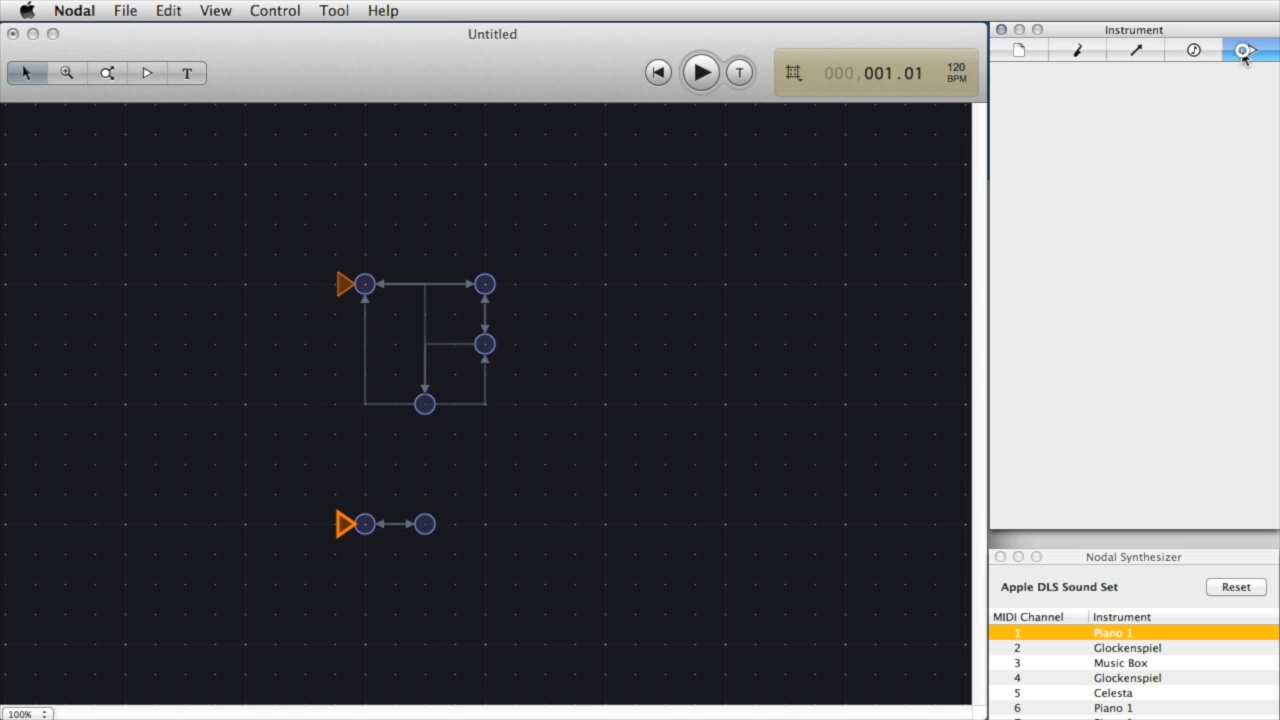 Nodal File Edit View Control Tool Help
Untitled
Instrument
T
T
000,001.01
120
BPM
Nodal Synthesizer
Apple DLS Sound Set
Reset
MIDI Channel Instrument
1 Piano 1
2 Glockenspiel
3 Music Box
4 Glockenspiel
5 Celesta
6 Piano 1
100%